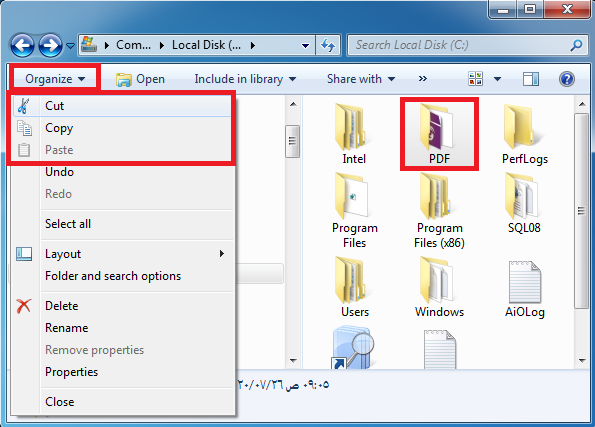 Com... Local Disk (...
Search Local Disk (C:)
Organize Open Include in library Share with »
Cut
Copy
Paste
Undo
Redo
Select all
Layout
Folder and search options
Delete
Rename
Remove properties
Properties
Close
Intel PDF PerfLogs
Program Files
Program Files (x86)
SQL08
Users Windows AiOLog
٢٠/٠٧/٢٦ ص ٠٩:٠٥